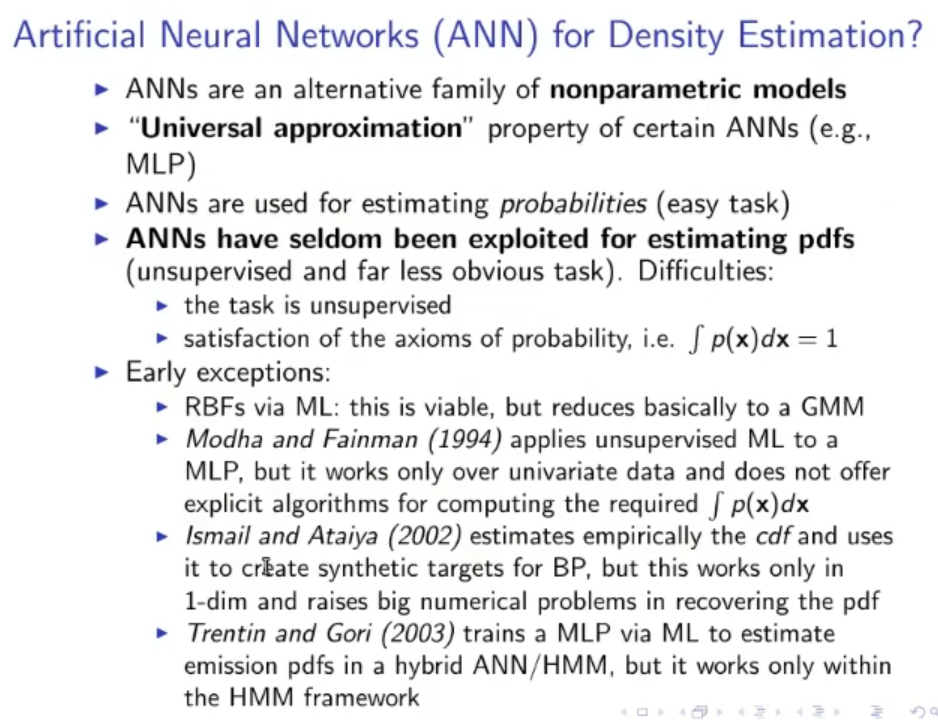 Artificial Neural Networks (ANN) for Density Estimation?
▶ ANNs are an alternative family of nonparametric models
▶ “Universal approximation” property of certain ANNs (e.g.,
MLP)
▶ ANNs are used for estimating probabilities (easy task)
▶ ANNs have seldom been exploited for estimating pdfs
(unsupervised and far less obvious task). Difficulties:
▶ the task is unsupervised
▶ satisfaction of the axioms of probability, i.e. ∫ p(x)dx = 1
▶ Early exceptions:
▶ RBFs via ML: this is viable, but reduces basically to a GMM
▶ Modha and Fainman (1994) applies unsupervised ML to a
MLP, but it works only over univariate data and does not offer
explicit algorithms for computing the required ∫ p(x)dx
▶ Ismail and Ataiya (2002) estimates empirically the cdf and uses
it to create synthetic targets for BP, but this works only in
1-dim and raises big numerical problems in recovering the pdf
▶ Trentin and Gori (2003) trains a MLP via ML to estimate
emission pdfs in a hybrid ANN/HMM, but it works only within
the HMM framework